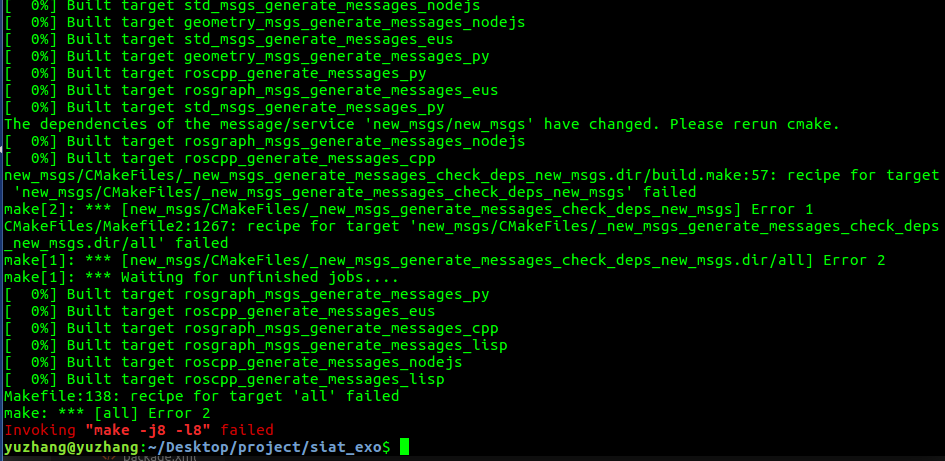 [  0%] Built target std_msgs_generate_messages_nodejs
[  0%] Built target geometry_msgs_generate_messages_nodejs
[  0%] Built target std_msgs_generate_messages_eus
[  0%] Built target geometry_msgs_generate_messages_py
[  0%] Built target roscpp_generate_messages_py
[  0%] Built target rosgraph_msgs_generate_messages_eus
[  0%] Built target std_msgs_generate_messages_py
The dependencies of the message/service 'new_msgs/new_msgs' have changed. Please rerun cmake.
[  0%] Built target rosgraph_msgs_generate_messages_nodejs
[  0%] Built target roscpp_generate_messages_cpp
new_msgs/CMakeFiles/_new_msgs_generate_messages_check_deps_new_msgs.dir/build.make:57: recipe for target
 'new_msgs/CMakeFiles/_new_msgs_generate_messages_check_deps_new_msgs' failed
make[2]: *** [new_msgs/CMakeFiles/_new_msgs_generate_messages_check_deps_new_msgs] Error 1
CMakeFiles/Makefile2:1267: recipe for target 'new_msgs/CMakeFiles/_new_msgs_generate_messages_check_deps
_new_msgs.dir/all' failed
make[1]: *** [new_msgs/CMakeFiles/_new_msgs_generate_messages_check_deps_new_msgs.dir/all] Error 2
make[1]: *** Waiting for unfinished jobs....
[  0%] Built target rosgraph_msgs_generate_messages_py
[  0%] Built target roscpp_generate_messages_eus
[  0%] Built target rosgraph_msgs_generate_messages_cpp
[  0%] Built target rosgraph_msgs_generate_messages_lisp
[  0%] Built target roscpp_generate_messages_nodejs
[  0%] Built target roscpp_generate_messages_lisp
Makefile:138: recipe for target 'all' failed
make: *** [all] Error 2
Invoking "make -j8 -l8" failed
yuzhang@yuzhang:~/Desktop/project/siat_exo$
package.xml